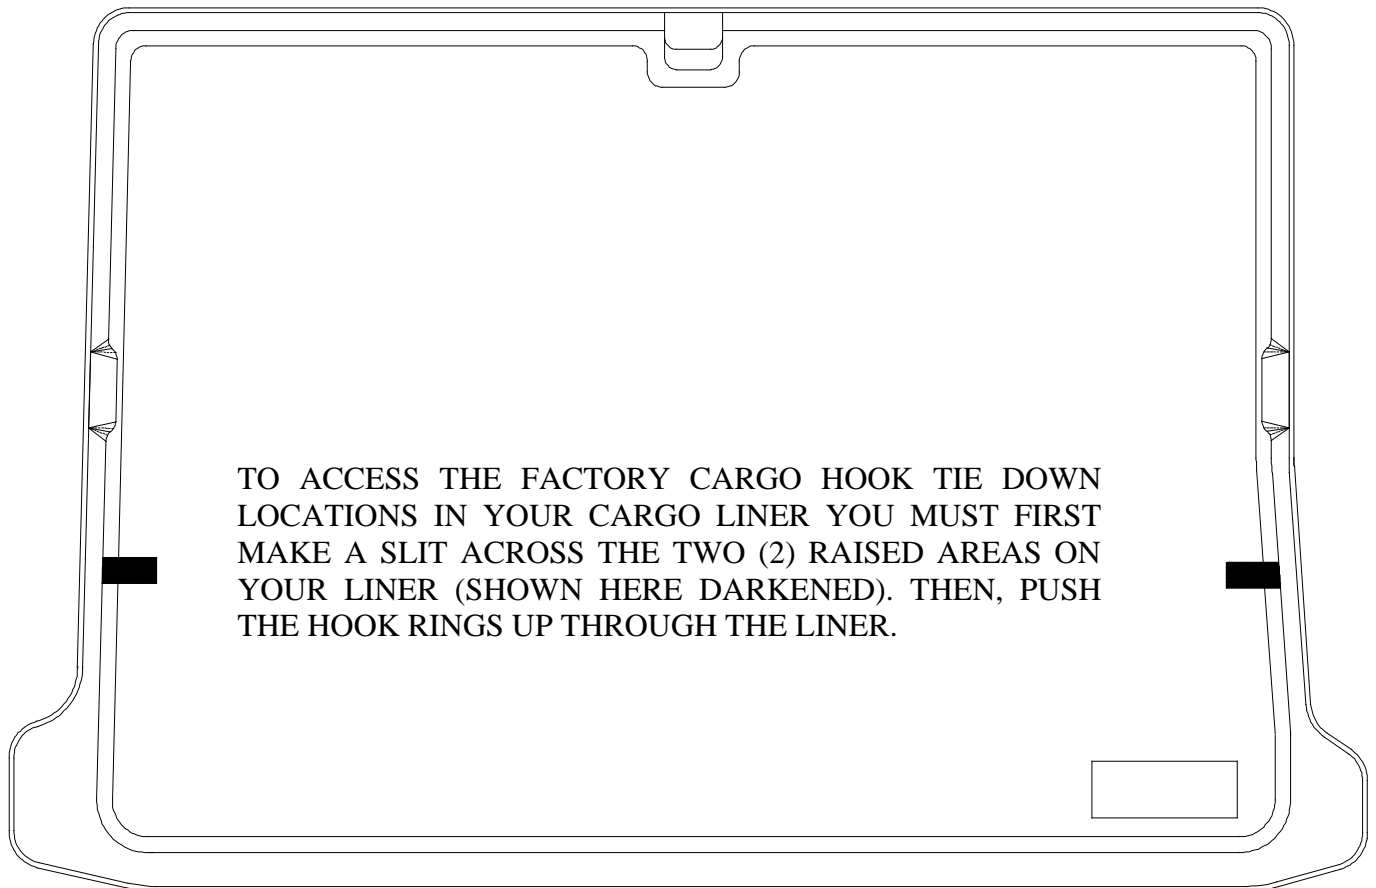 TO ACCESS THE FACTORY CARGO HOOK TIE DOWN
LOCATIONS IN YOUR CARGO LINER YOU MUST FIRST
MAKE A SLIT ACROSS THE TWO (2) RAISED AREAS ON
YOUR LINER (SHOWN HERE DARKENED). THEN, PUSH
THE HOOK RINGS UP THROUGH THE LINER.